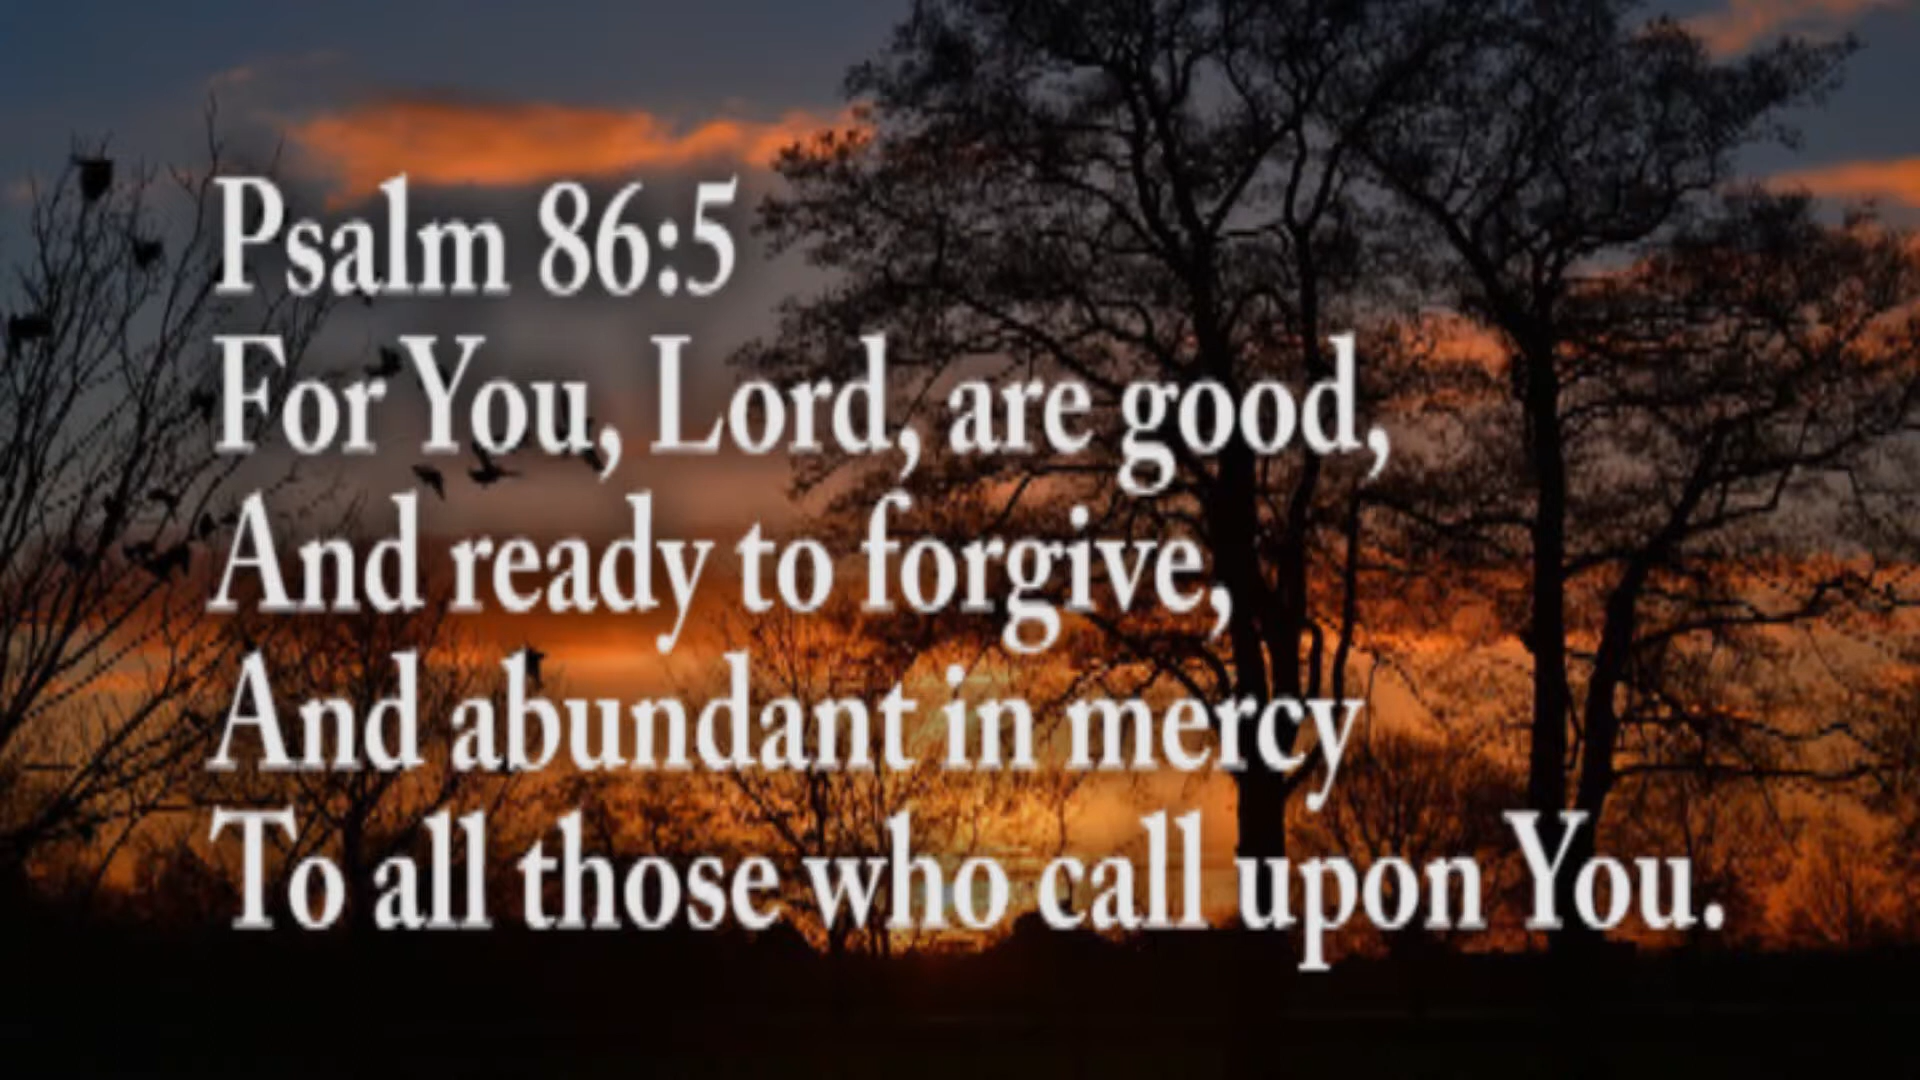 Psalm 86:5
For You, Lord, are good,
And ready to forgive,
And abundant in mercy
To all those who call upon You.